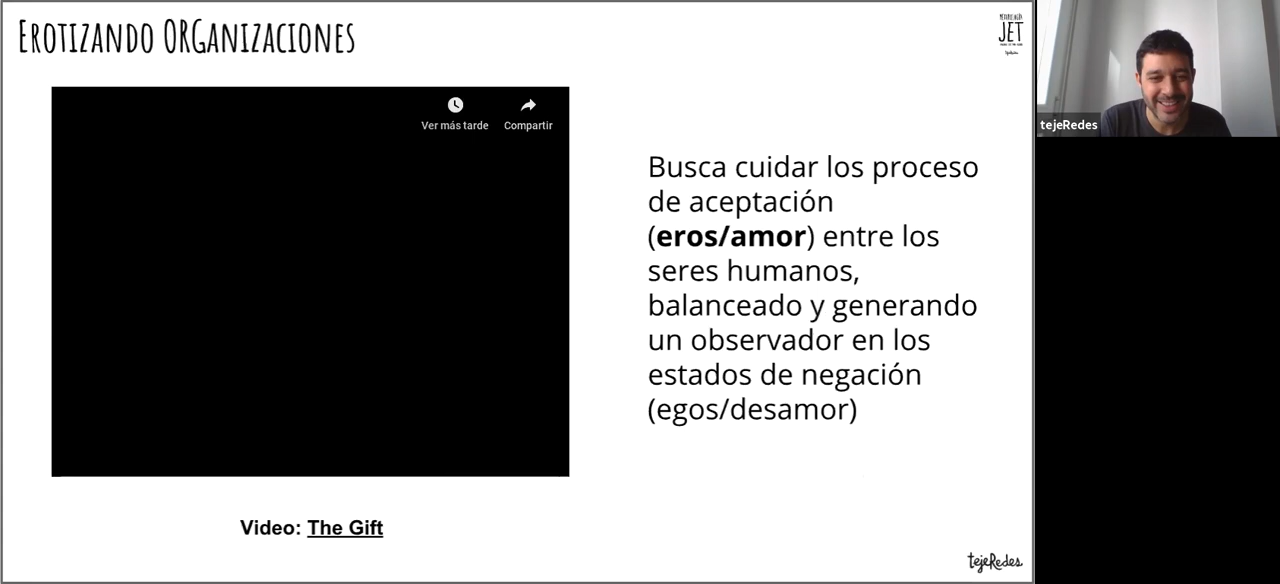 EROTIZANDO ORGANIZACIONES
JET
Ver más tarde
Compartir
tejeRedes
Busca cuidar los proceso
de aceptación
(eros/amor) entre los
seres humanos,
balanceado y generando
un observador en los
estados de negación
(egos/desamor)
Video: The Gift
tejeRedes